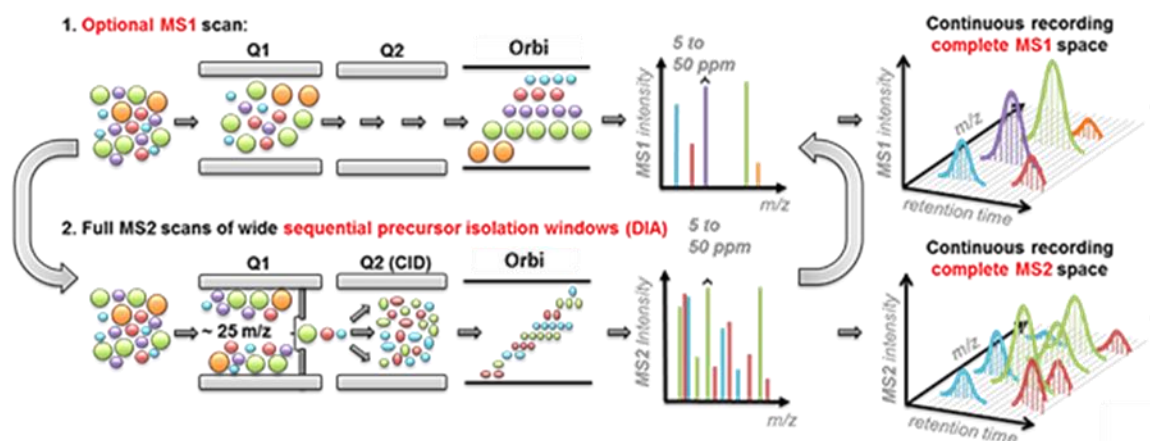 1. Optional MS1 scan:
Q1
Q2
Orbi
5 to
50 ppm
MS1 intensity
m/z
Continuous recording
complete MS1 space
MS1 intensity
m/z
retention time
2. Full MS2 scans of wide sequential precursor isolation windows (DIA)
Q1
Q2 (CID)
Orbi
~ 25 m/z
5 to
50 ppm
MS2 Intensity
m/z
Continuous recording
complete MS2 space
MS2 intensity
m/z
retention time